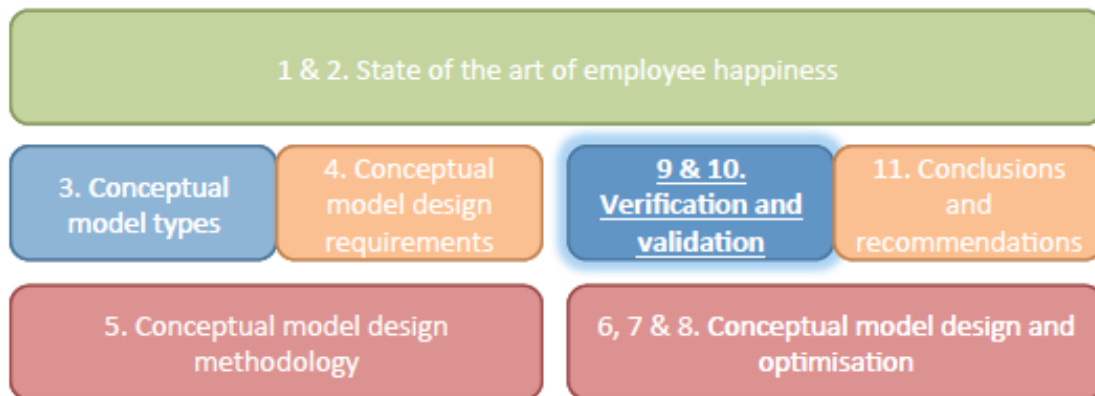 1 & 2. State of the art of employee happiness
3. Conceptual
model types
4. Conceptual
model design
requirements
9 & 10.
Verification and
validation
11. Conclusions
and
recommendations
5. Conceptual model design
methodology
6, 7 & 8. Conceptual model design and
optimisation